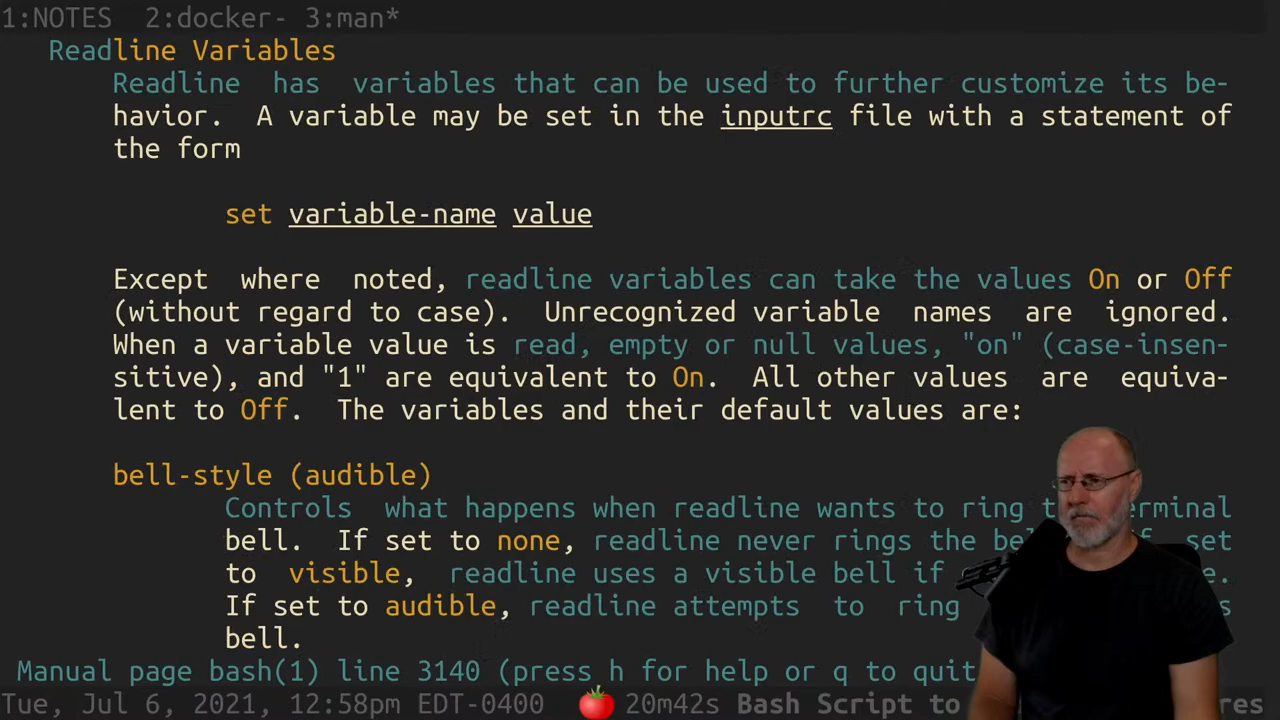 1:NOTES  2:docker- 3:man*
Readline Variables
Readline has variables that can be used to further customize its be-
havior. A variable may be set in the inputrc file with a statement of
the form
set variable-name value
Except where noted, readline variables can take the values On or Off
(without regard to case). Unrecognized variable names are ignored.
When a variable value is read, empty or null values, "on" (case-insen-
sitive), and "1" are equivalent to On. All other values are equiva-
lent to Off. The variables and their default values are:
bell-style (audible)
Controls what happens when readline wants to ring erminal
bell. If set to none, readline never rings the set
to visible, readline uses a visible bell if
If set to audible, readline attempts to ring
bell.
Manual page bash(1) line 3140 (press h for help or q to quit
Tue, Jul 6, 2021, 12:58pm EDT-0400 🍅 20m42s Bash Script to res